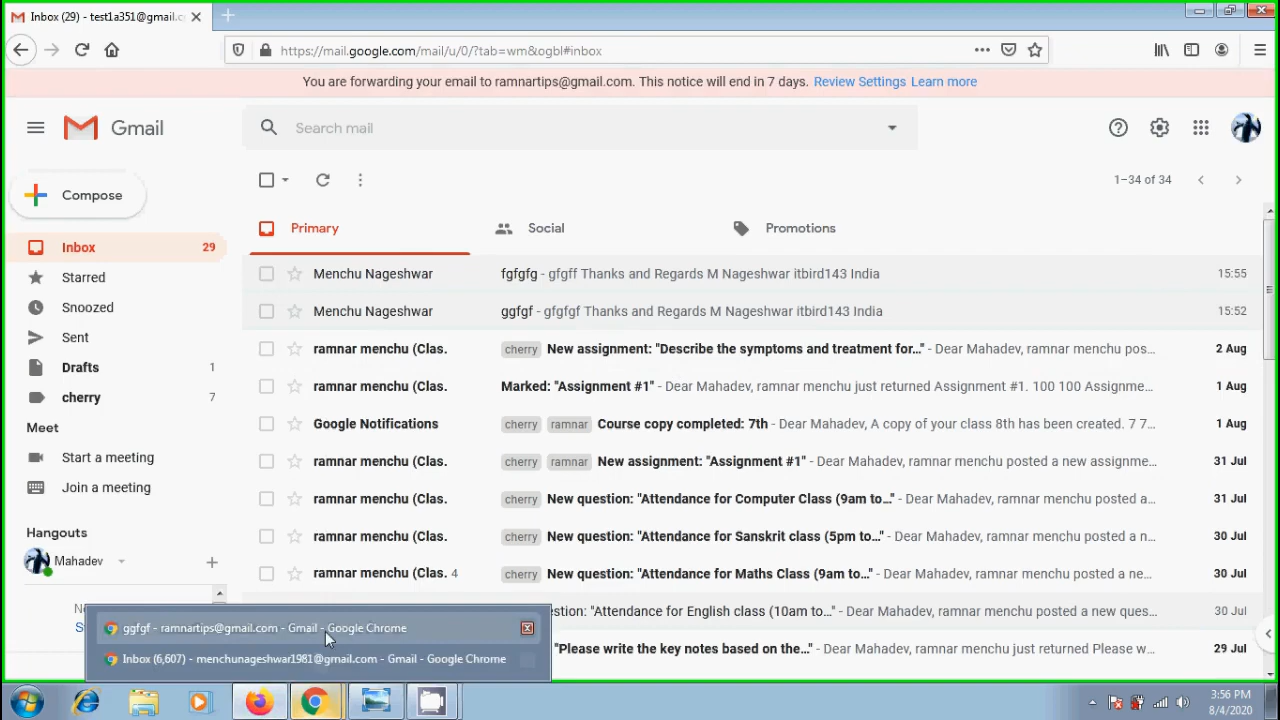 Inbox (29) - test1a351@gmail.c
https://mail.google.com/mail/u/0/?tab=wm&ogbl#inbox
You are forwarding your email to ramnartips@gmail.com. This notice will end in 7 days. Review Settings Learn more
Gmail
Search mail
Compose
1–34 of 34
Primary
Social
Promotions
Inbox 29
Starred
Snoozed
Sent
Drafts 1
cherry 7
Meet
Start a meeting
Join a meeting
Hangouts
Mahadev
Menchu Nageshwar fgfgfg - gfgff Thanks and Regards M Nageshwar itbird143 India 15:55
Menchu Nageshwar ggfgf - gfgfgf Thanks and Regards M Nageshwar itbird143 India 15:52
ramnar menchu (Clas. cherry New assignment: "Describe the symptoms and treatment for..." - Dear Mahadev, ramnar menchu pos... 2 Aug
ramnar menchu (Clas. Marked: "Assignment #1" - Dear Mahadev, ramnar menchu just returned Assignment #1. 100 100 Assignme... 1 Aug
Google Notifications cherry ramnar Course copy completed: 7th - Dear Mahadev, A copy of your class 8th has been created. 7 7... 1 Aug
ramnar menchu (Clas. cherry ramnar New assignment: "Assignment #1" - Dear Mahadev, ramnar menchu posted a new assignme... 31 Jul
ramnar menchu (Clas. cherry New question: "Attendance for Computer Class (9am to..." - Dear Mahadev, ramnar menchu posted a... 31 Jul
ramnar menchu (Clas. cherry New question: "Attendance for Sanskrit class (5pm to..." - Dear Mahadev, ramnar menchu posted a n... 30 Jul
ramnar menchu (Clas. 4 cherry New question: "Attendance for Maths Class (9am to..." - Dear Mahadev, ramnar menchu posted a ne... 30 Jul
stion: "Attendance for English class (10am to..." - Dear Mahadev, ramnar menchu posted a new ques... 30 Jul
"Please write the key notes based on the..." - Dear Mahadev, ramnar menchu just returned Please w... 29 Jul
ggfgf - ramnartips@gmail.com - Gmail - Google Chrome
Inbox (6,607) - menchunageshwar1981@gmail.com - Gmail - Google Chrome
3:56 PM
8/4/2020